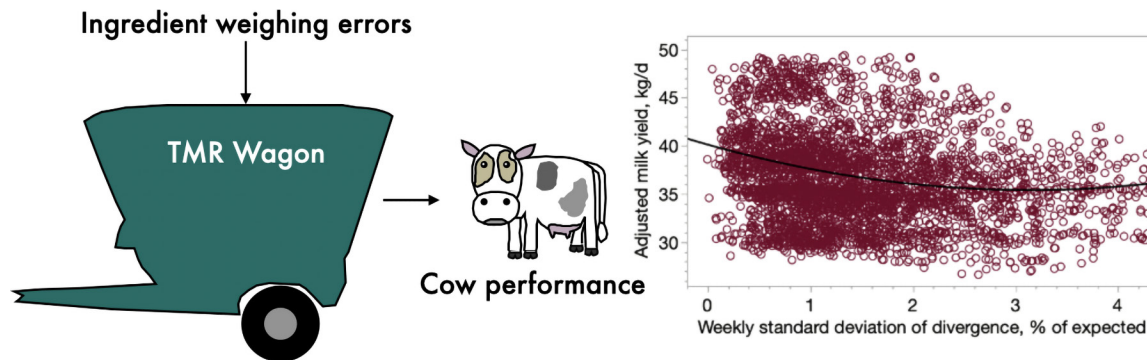 Ingredient weighing errors
TMR Wagon
Cow performance
Adjusted milk yield, kg/d
50
45
40
35
30
0 1 2 3 4
Weekly standard deviation of divergence, % of expected